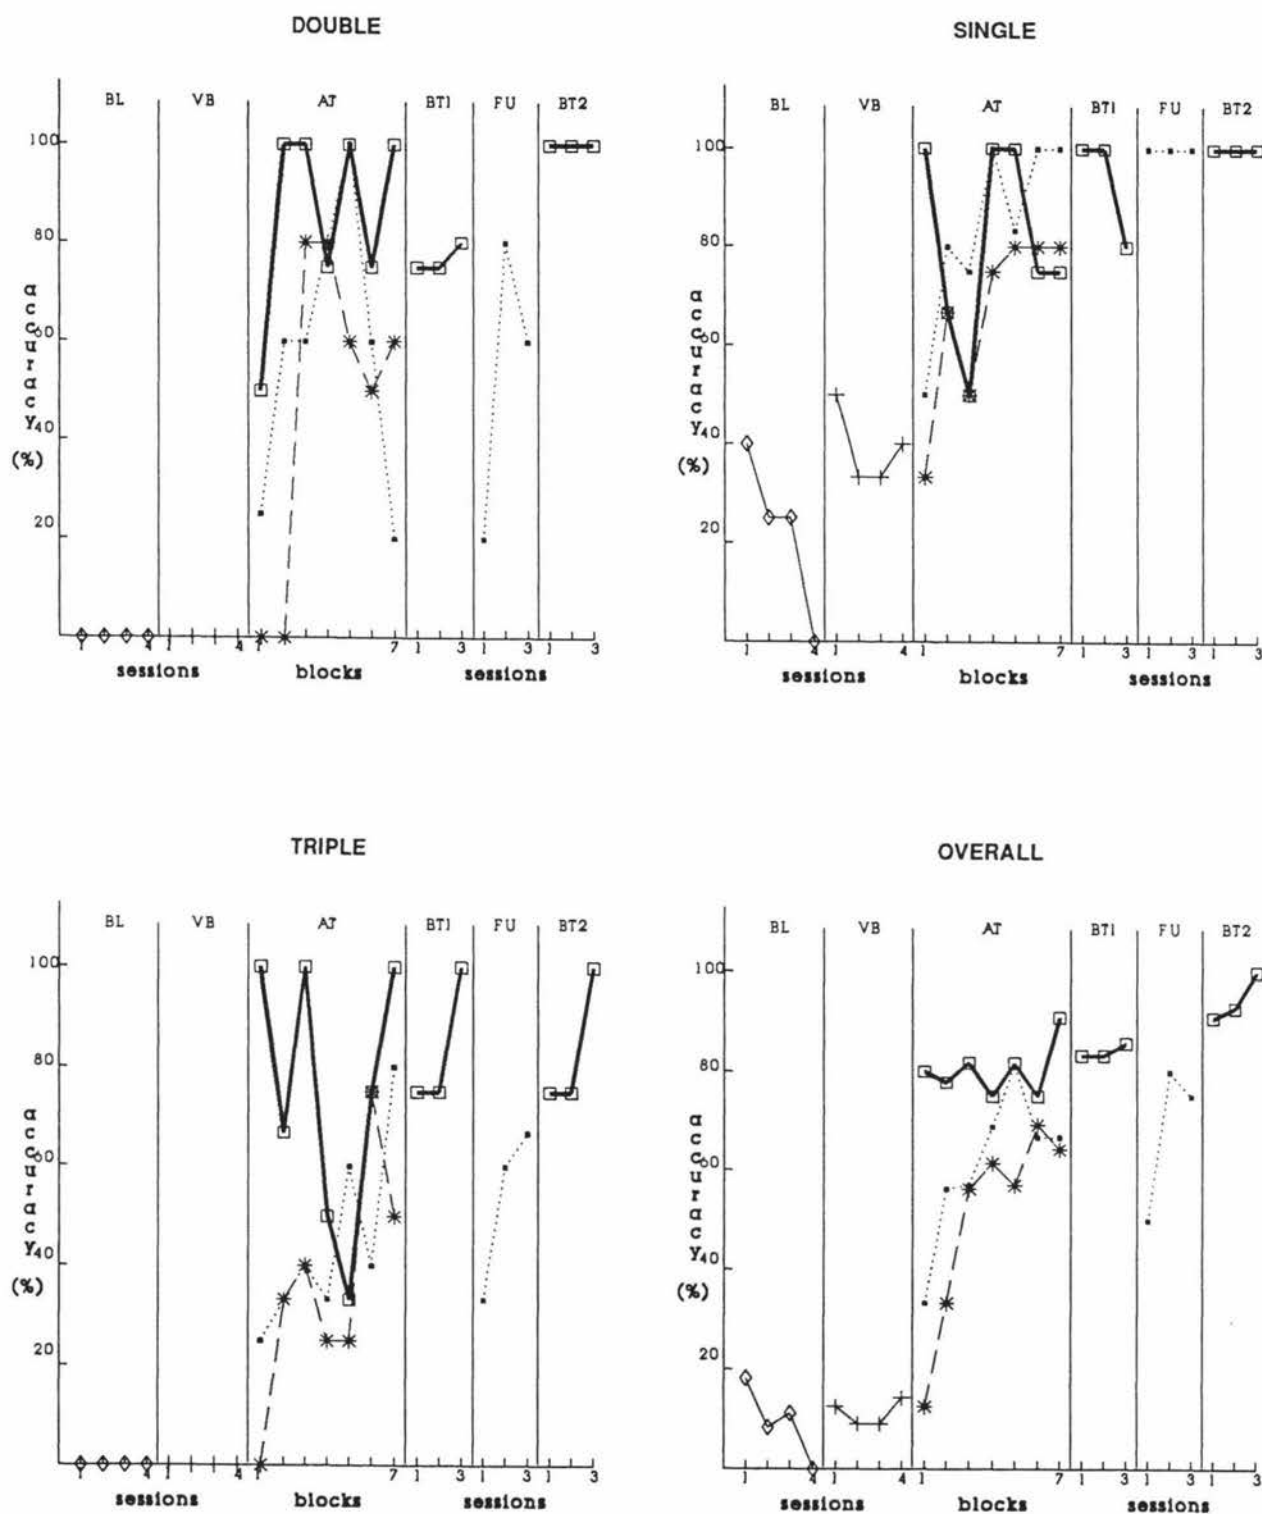 DOUBLE
BL VB AT BT1 FU BT2
100
80
60
40
20
accuracy
(%)
1 4 1 4 1 7 1 3 1 3 1 3
sessions blocks sessions
SINGLE
BL VB AT BT1 FU BT2
100
80
60
40
20
accuracy
(%)
1 4 1 4 1 7 1 3 1 3 1 3
sessions blocks sessions
TRIPLE
BL VB AT BT1 FU BT2
100
80
60
40
20
accuracy
(%)
1 4 1 4 1 7 1 3 1 3 1 3
sessions blocks sessions
OVERALL
BL VB AT BT1 FU BT2
100
80
60
40
20
accuracy
(%)
1 4 1 4 1 7 1 3 1 3 1 3
sessions blocks sessions